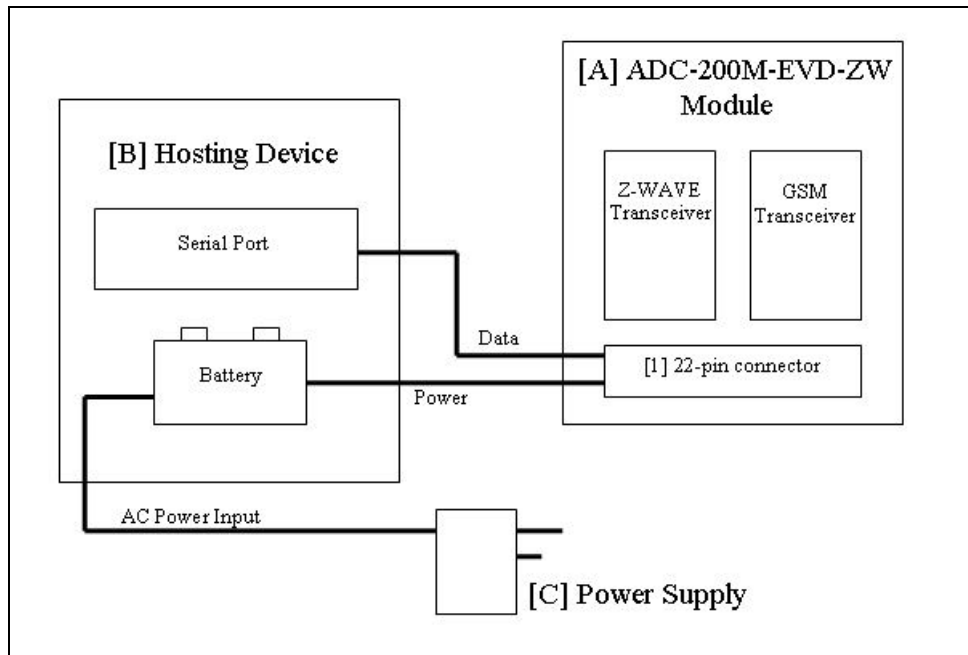 [A] ADC-200M-EVD-ZW
Module
[B] Hosting Device
Z-WAVE
Transceiver
GSM
Transceiver
Serial Port
Data
[1] 22-pin connector
Battery
Power
AC Power Input
[C] Power Supply